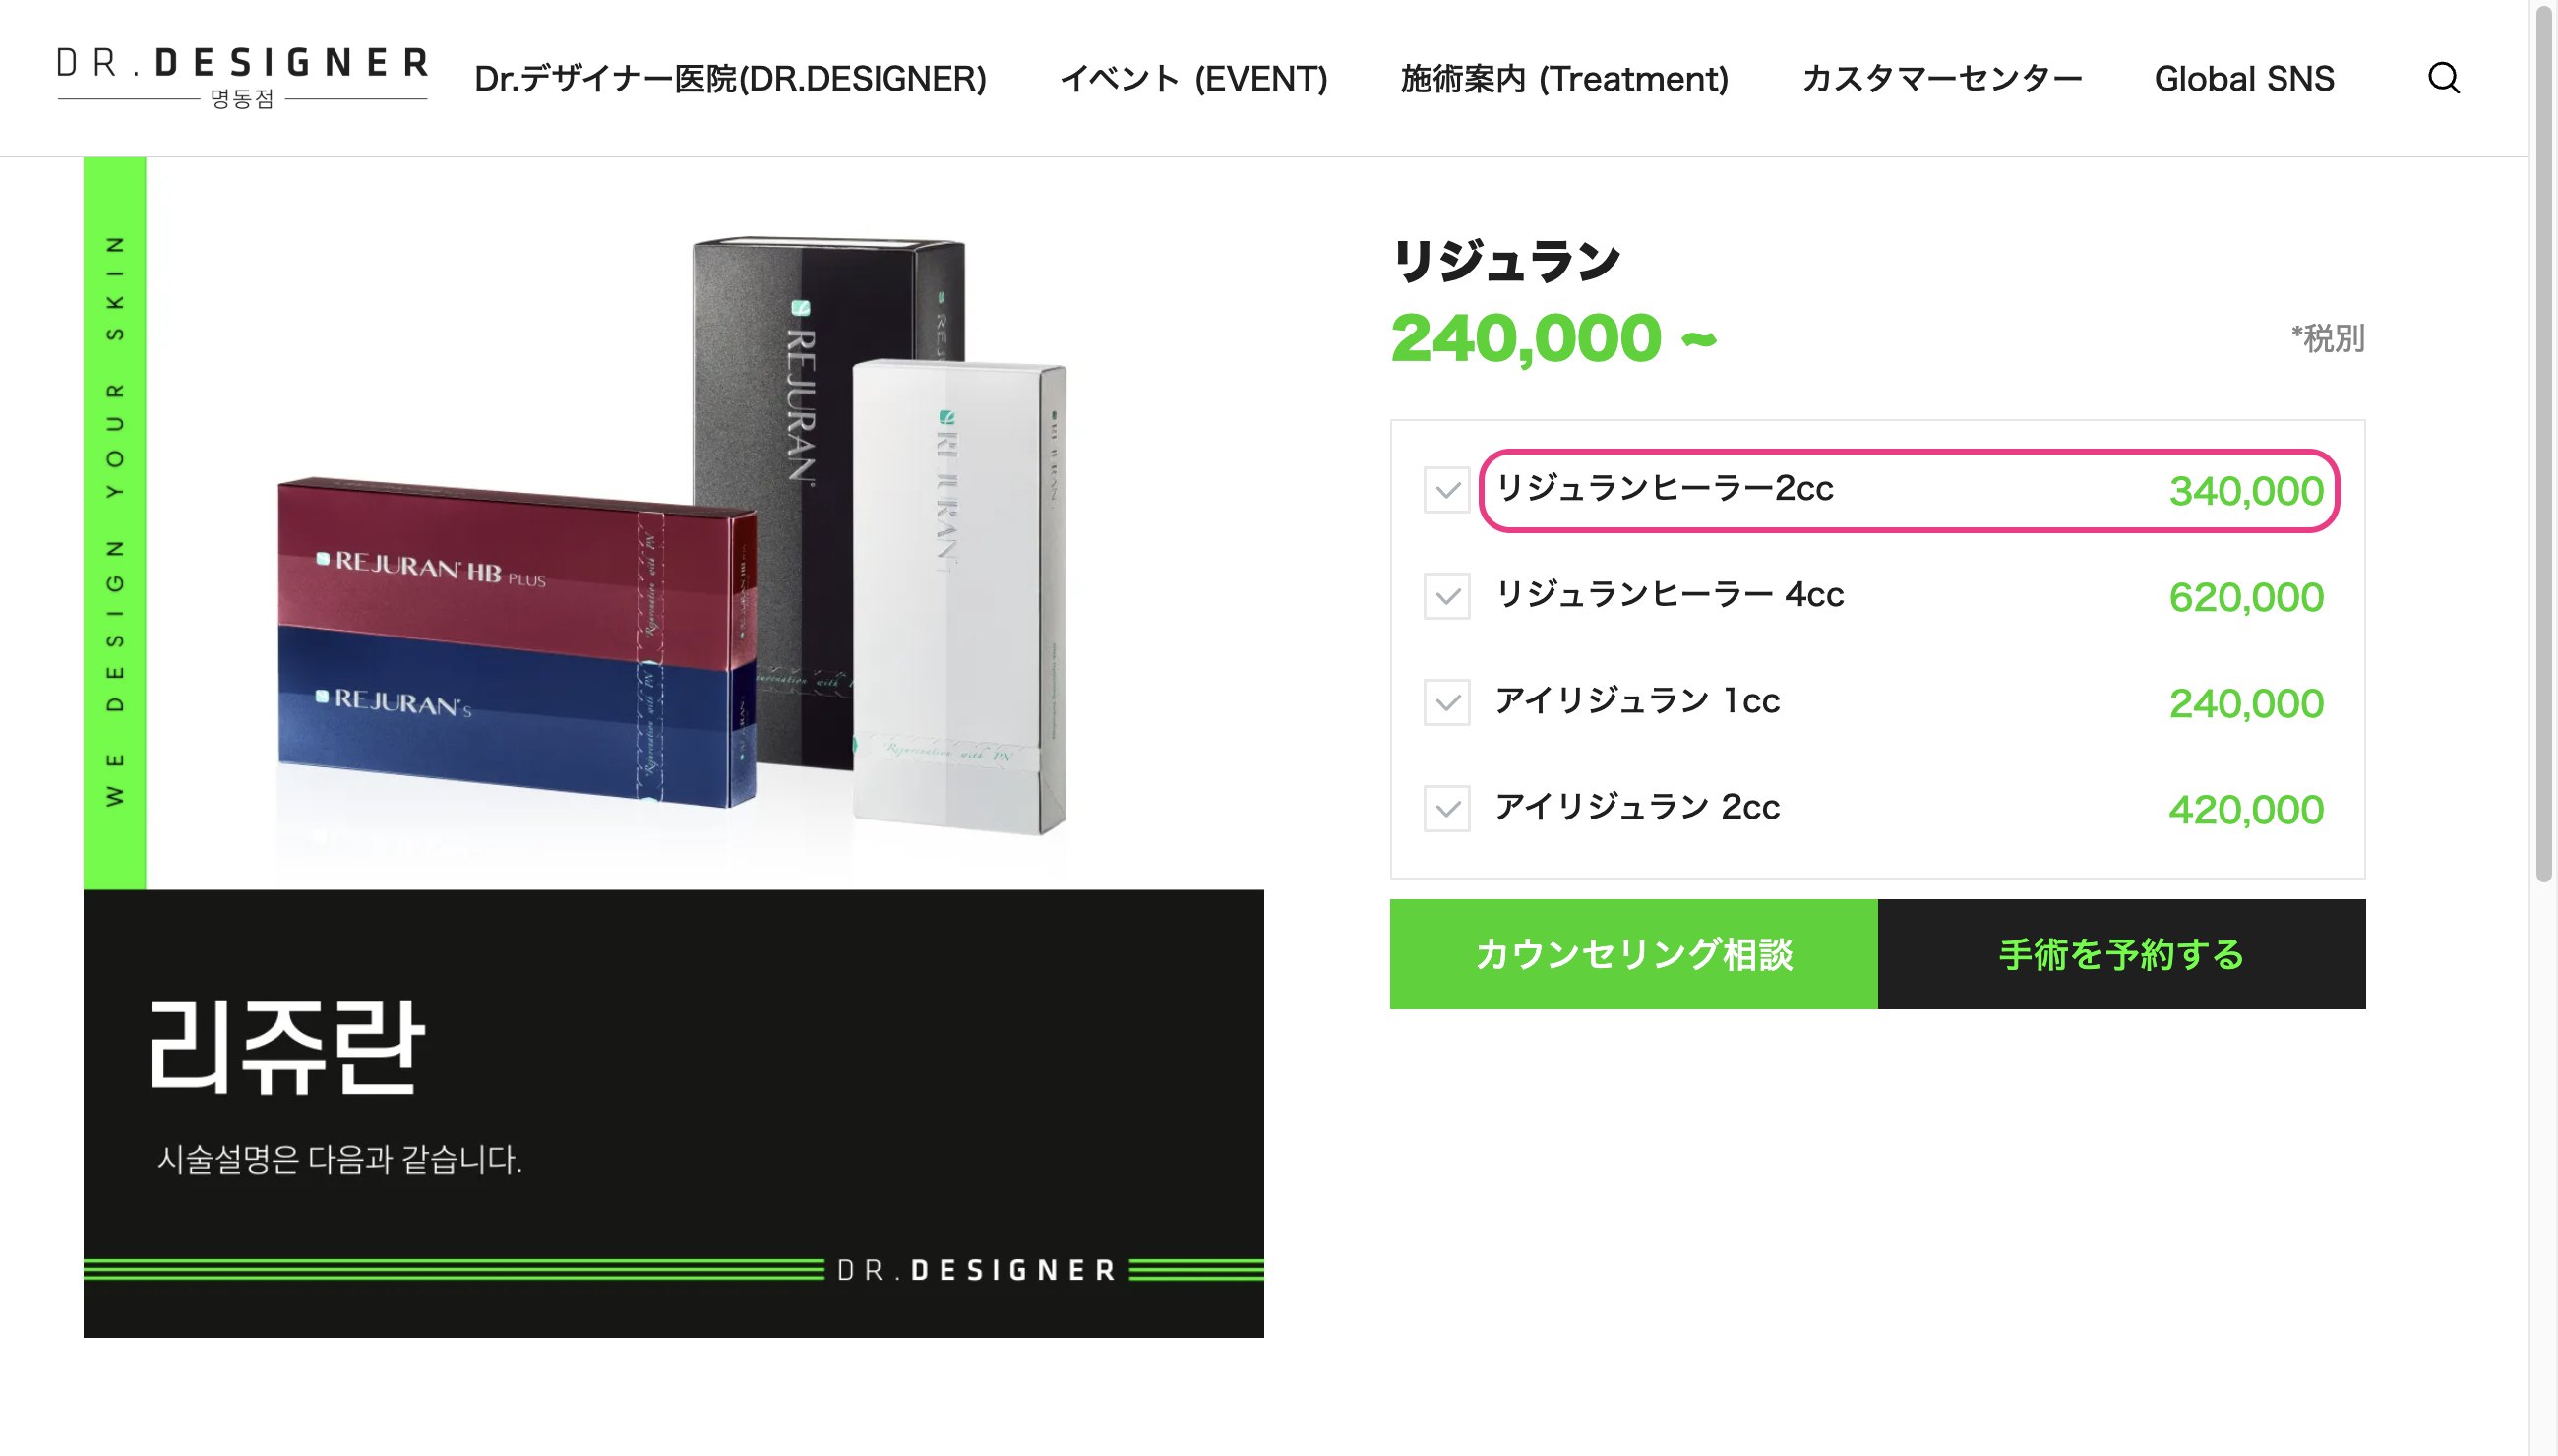 DR.DESIGNER
명동점
Dr.デザイナー医院(DR.DESIGNER)
イベント (EVENT)
施術案内 (Treatment)
カスタマーセンター
Global SNS
WE DESIGN YOUR SKIN
REJURAN
REJURAN
REJURAN HB PLUS
REJURAN S
Rejuvenation with PN
リジュラン
240,000 ~
*税別
リジュランヒーラー2cc 340,000
リジュランヒーラー 4cc 620,000
アイリジュラン 1cc 240,000
アイリジュラン 2cc 420,000
カウンセリング相談
手術を予約する
리쥬란
시술설명은 다음과 같습니다.
DR.DESIGNER